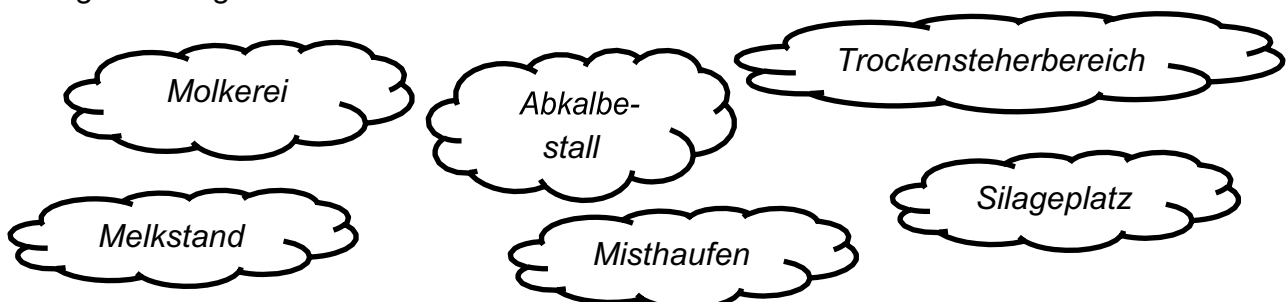 Molkerei
Abkalbe-
stall
Trockensteherbereich
Melkstand
Misthaufen
Silageplatz